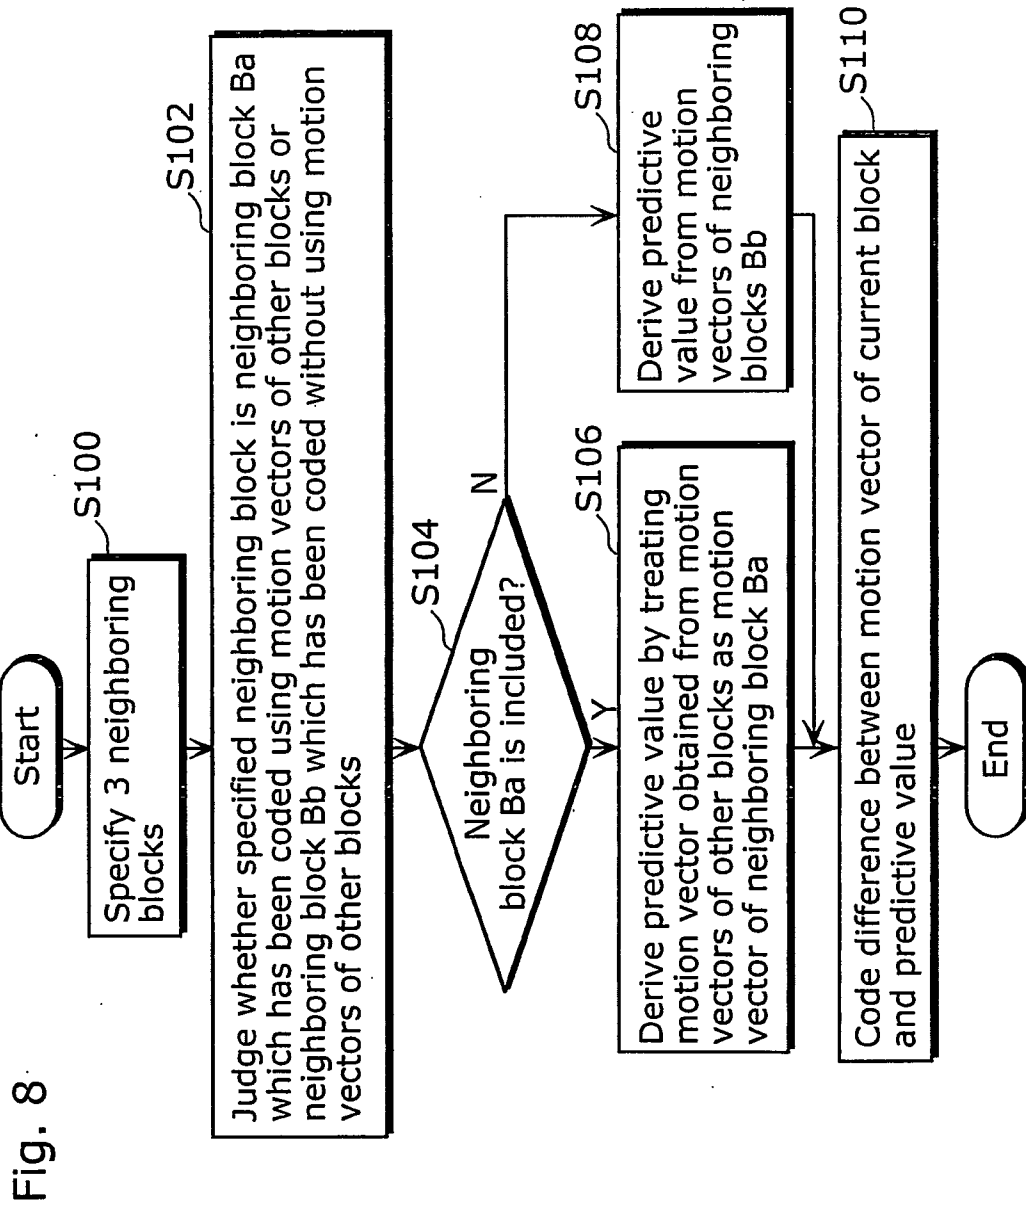 Fig. 8
Start
S100
Specify 3 neighboring
blocks
S102
Judge whether specified neighboring block is neighboring block Ba
which has been coded using motion vectors of other blocks or
neighboring block Bb which has been coded without using motion
vectors of other blocks
S104
Neighboring
block Ba is included?
N
Y
S106
Derive predictive value by treating
motion vector obtained from motion
vectors of other blocks as motion
vector of neighboring block Ba
S108
Derive predictive
value from motion
vectors of neighboring
blocks Bb
S110
Code difference between motion vector of current block
and predictive value
End